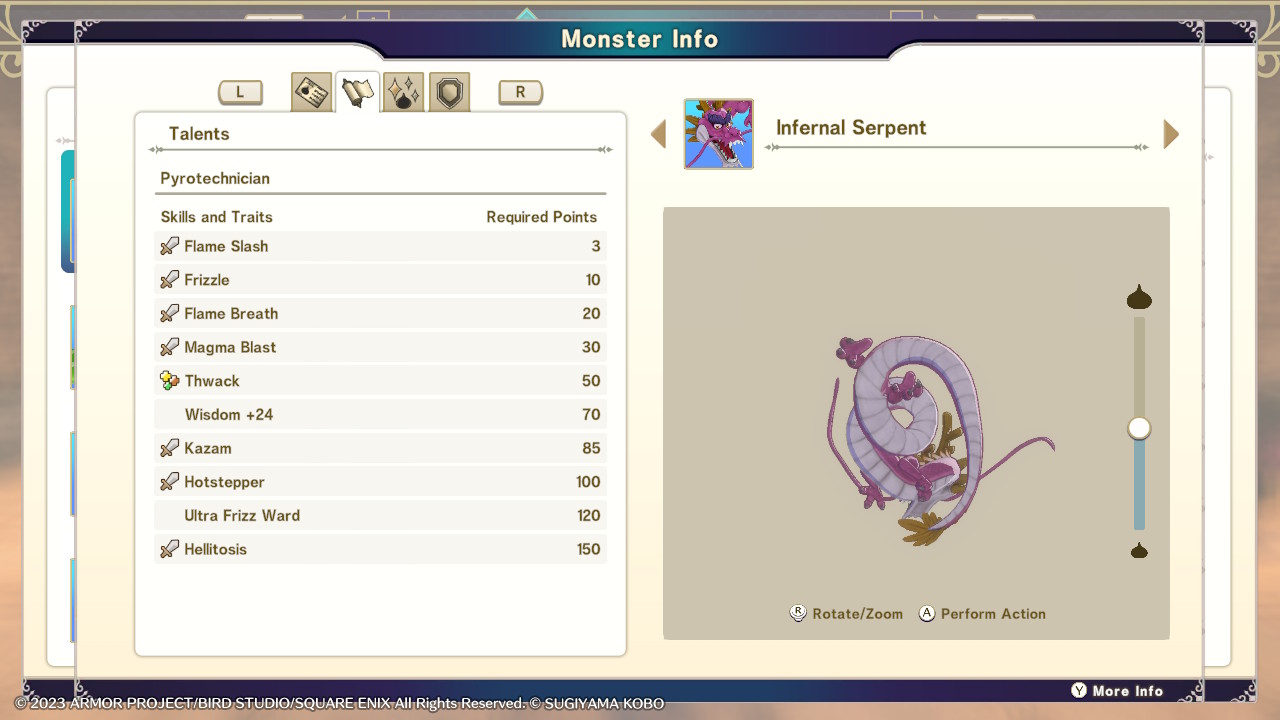 Monster Info
L
R
Talents
Pyrotechnician
Skills and Traits Required Points
Flame Slash 3
Frizzle 10
Flame Breath 20
Magma Blast 30
Thwack 50
Wisdom +24 70
Kazam 85
Hotstepper 100
Ultra Frizz Ward 120
Hellitosis 150
Infernal Serpent
R Rotate/Zoom A Perform Action
Y More Info
© 2023 ARMOR PROJECT/BIRD STUDIO/SQUARE ENIX All Rights Reserved. © SUGIYAMA KOBO